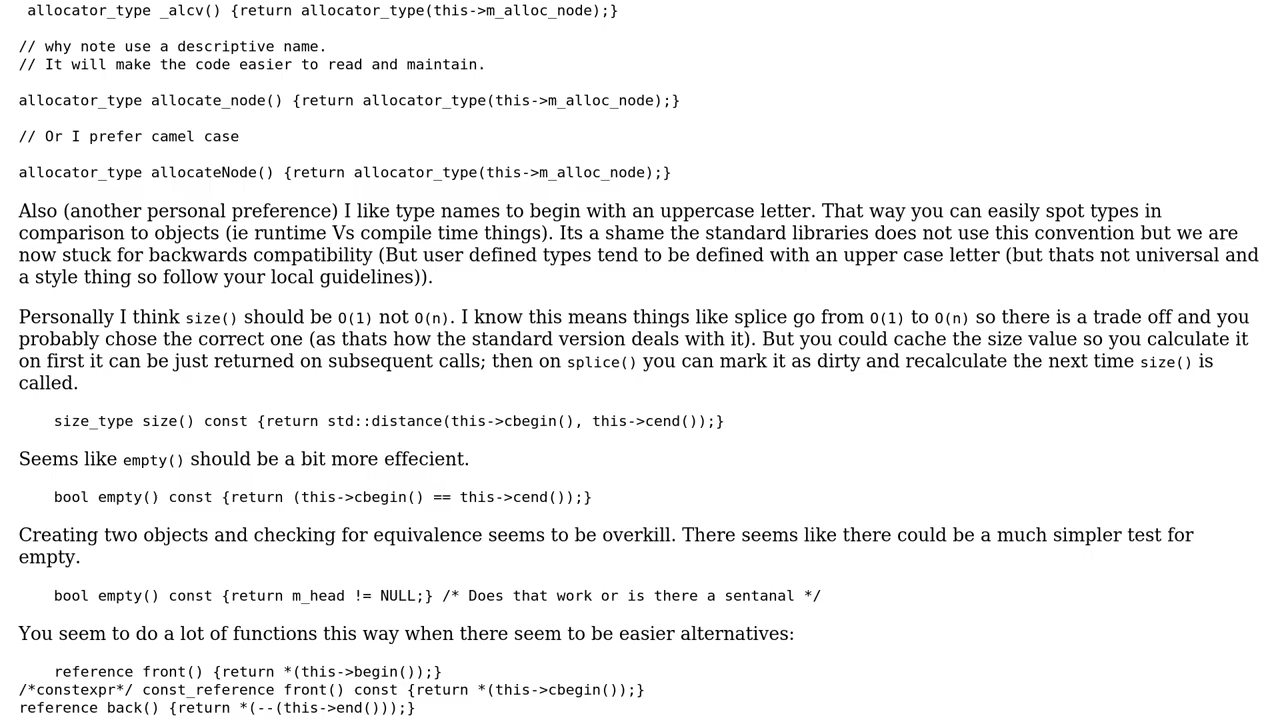 allocator_type _alcv() {return allocator_type(this->m_alloc_node);}
// why note use a descriptive name.
// It will make the code easier to read and maintain.
allocator_type allocate_node() {return allocator_type(this->m_alloc_node);}
// Or I prefer camel case
allocator_type allocateNode() {return allocator_type(this->m_alloc_node);}
Also (another personal preference) I like type names to begin with an uppercase letter. That way you can easily spot types in
comparison to objects (ie runtime Vs compile time things). Its a shame the standard libraries does not use this convention but we are
now stuck for backwards compatibility (But user defined types tend to be defined with an upper case letter (but thats not universal and
a style thing so follow your local guidelines)).
Personally I think size() should be O(1) not O(n). I know this means things like splice go from O(1) to O(n) so there is a trade off and you
probably chose the correct one (as thats how the standard version deals with it). But you could cache the size value so you calculate it
on first it can be just returned on subsequent calls; then on splice() you can mark it as dirty and recalculate the next time size() is
called.
size_type size() const {return std::distance(this->cbegin(), this->cend());}
Seems like empty() should be a bit more effecient.
bool empty() const {return (this->cbegin() == this->cend());}
Creating two objects and checking for equivalence seems to be overkill. There seems like there could be a much simpler test for
empty.
bool empty() const {return m_head != NULL;} /* Does that work or is there a sentanal */
You seem to do a lot of functions this way when there seem to be easier alternatives:
reference front() {return *(this->begin());}
/*constexpr*/ const_reference front() const {return *(this->cbegin());}
reference back() {return *(--(this->end()));}